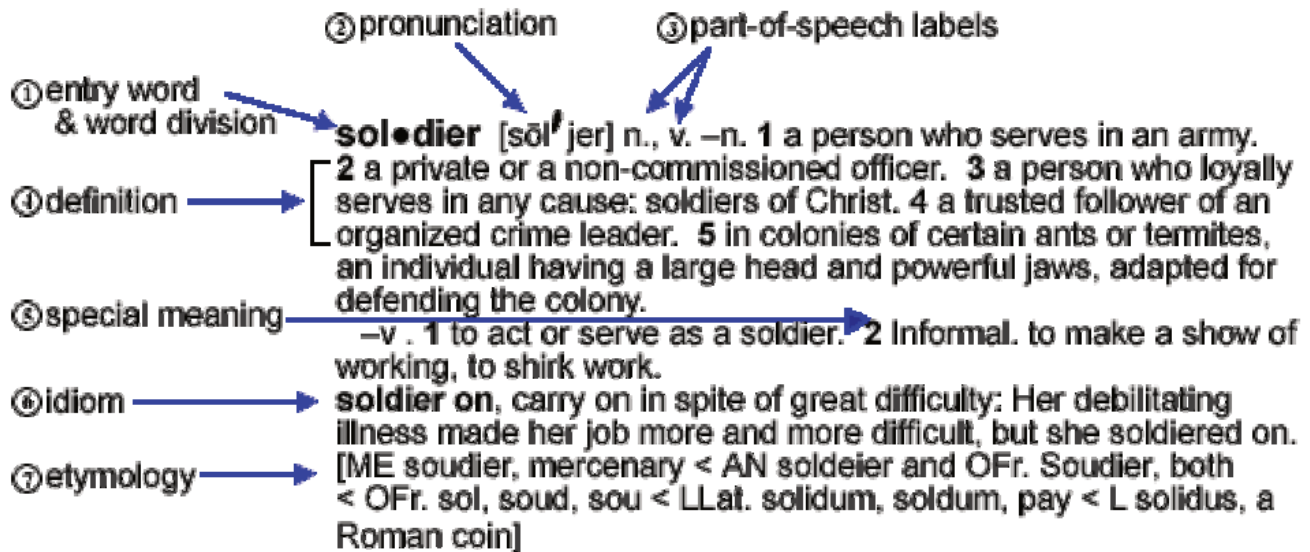 ②pronunciation
③part-of-speech labels
①entry word
& word division
sol●dier [sōl′ jer] n., v. –n. 1 a person who serves in an army.
2 a private or a non-commissioned officer. 3 a person who loyally
④definition
serves in any cause: soldiers of Christ. 4 a trusted follower of an
organized crime leader. 5 in colonies of certain ants or termites,
an individual having a large head and powerful jaws, adapted for
defending the colony.
⑤special meaning
–v . 1 to act or serve as a soldier. 2 Informal. to make a show of
working, to shirk work.
⑥idiom
soldier on, carry on in spite of great difficulty: Her debilitating
illness made her job more and more difficult, but she soldiered on.
⑦etymology
[ME soudier, mercenary < AN soldeier and OFr. Soudier, both
< OFr. sol, soud, sou < LLat. solidum, soldum, pay < L solidus, a
Roman coin]